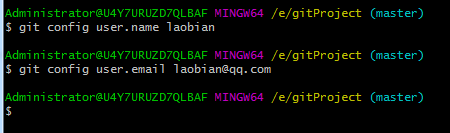 Administrator@U4Y7URUZD7QLBAF MINGW64 /e/gitProject (master)
$ git config user.name laobian
Administrator@U4Y7URUZD7QLBAF MINGW64 /e/gitProject (master)
$ git config user.email laobian@qq.com
Administrator@U4Y7URUZD7QLBAF MINGW64 /e/gitProject (master)
$